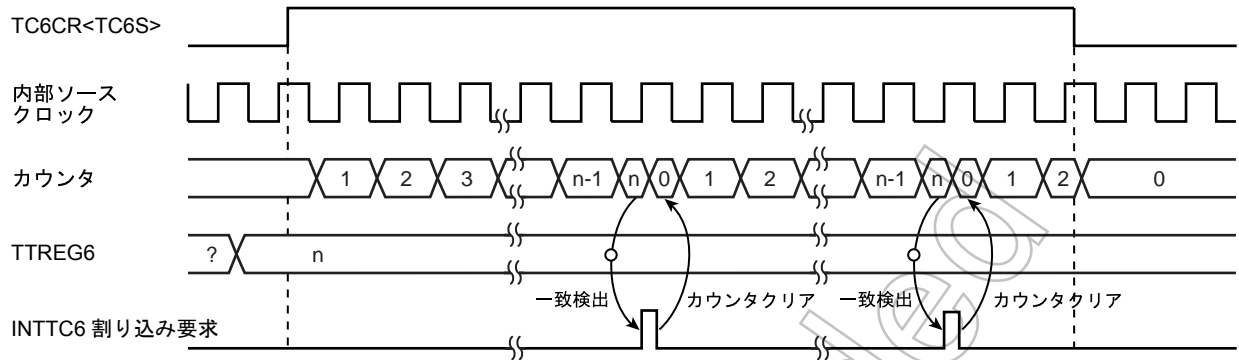 TC6CR<TC6S>
内部ソース
クロック
カウンタ
1 2 3 n-1 n 0 1 2 n-1 n 0 1 2 0
TTREG6
? n
一致検出 カウンタクリア 一致検出 カウンタクリア
INTTC6 割り込み要求